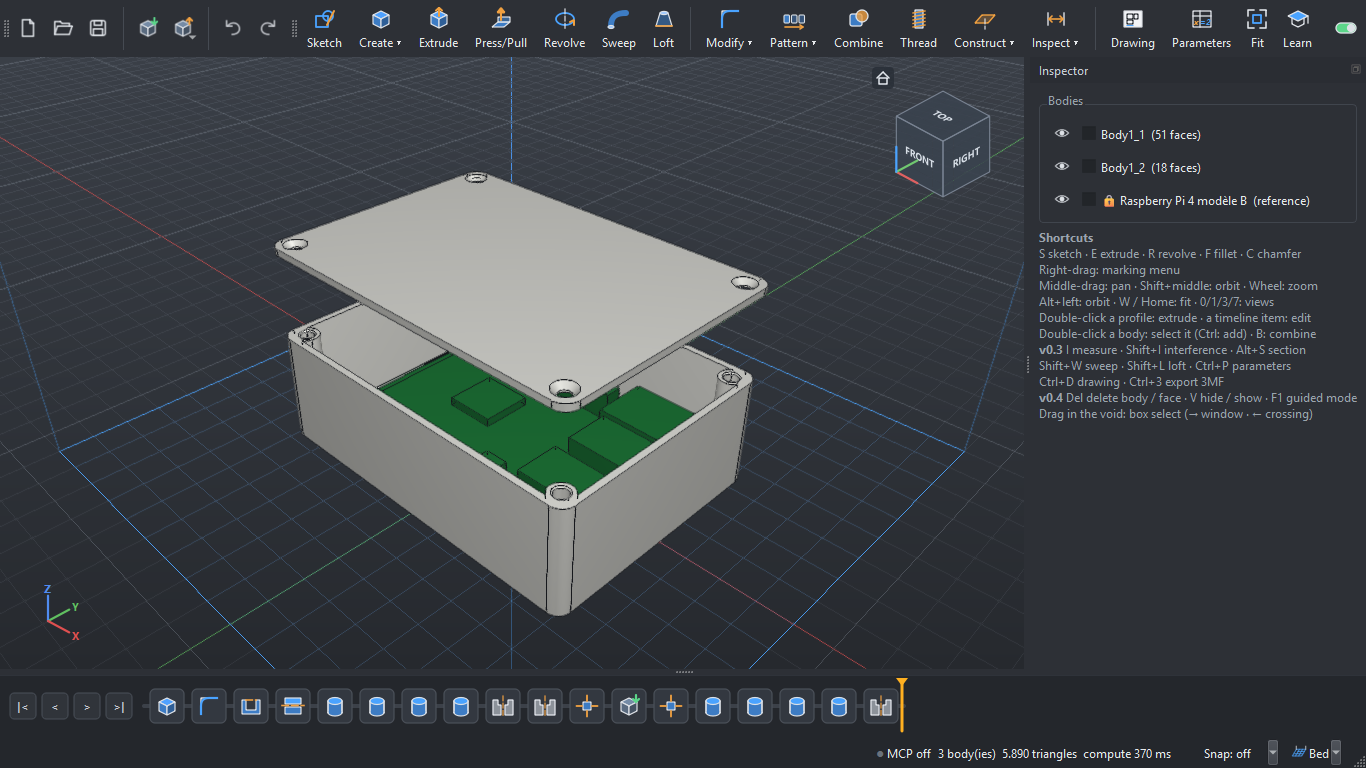 Sketch Create Extrude Press/Pull Revolve Sweep Loft Modify Pattern Combine Thread Construct Inspect Drawing Parameters Fit Learn
Inspector
Bodies
Body1_1 (51 faces)
Body1_2 (18 faces)
Raspberry Pi 4 modèle B (reference)
Shortcuts
S sketch · E extrude · R revolve · F fillet · C chamfer
Right-drag: marking menu
Middle-drag: pan · Shift+middle: orbit · Wheel: zoom
Alt+left: orbit · W / Home: fit · 0/1/3/7: views
Double-click a profile: extrude · a timeline item: edit
Double-click a body: select it (Ctrl: add) · B: combine
v0.3 I measure · Shift+I interference · Alt+S section
Shift+W sweep · Shift+L loft · Ctrl+P parameters
Ctrl+D drawing · Ctrl+3 export 3MF
v0.4 Del delete body / face · V hide / show · F1 guided mode
Drag in the void: box select (→ window · ← crossing)
TOP
FRONT
RIGHT
Z
Y
X
|< < > >|
MCP off 3 body(ies) 5.890 triangles compute 370 ms Snap: off Bed